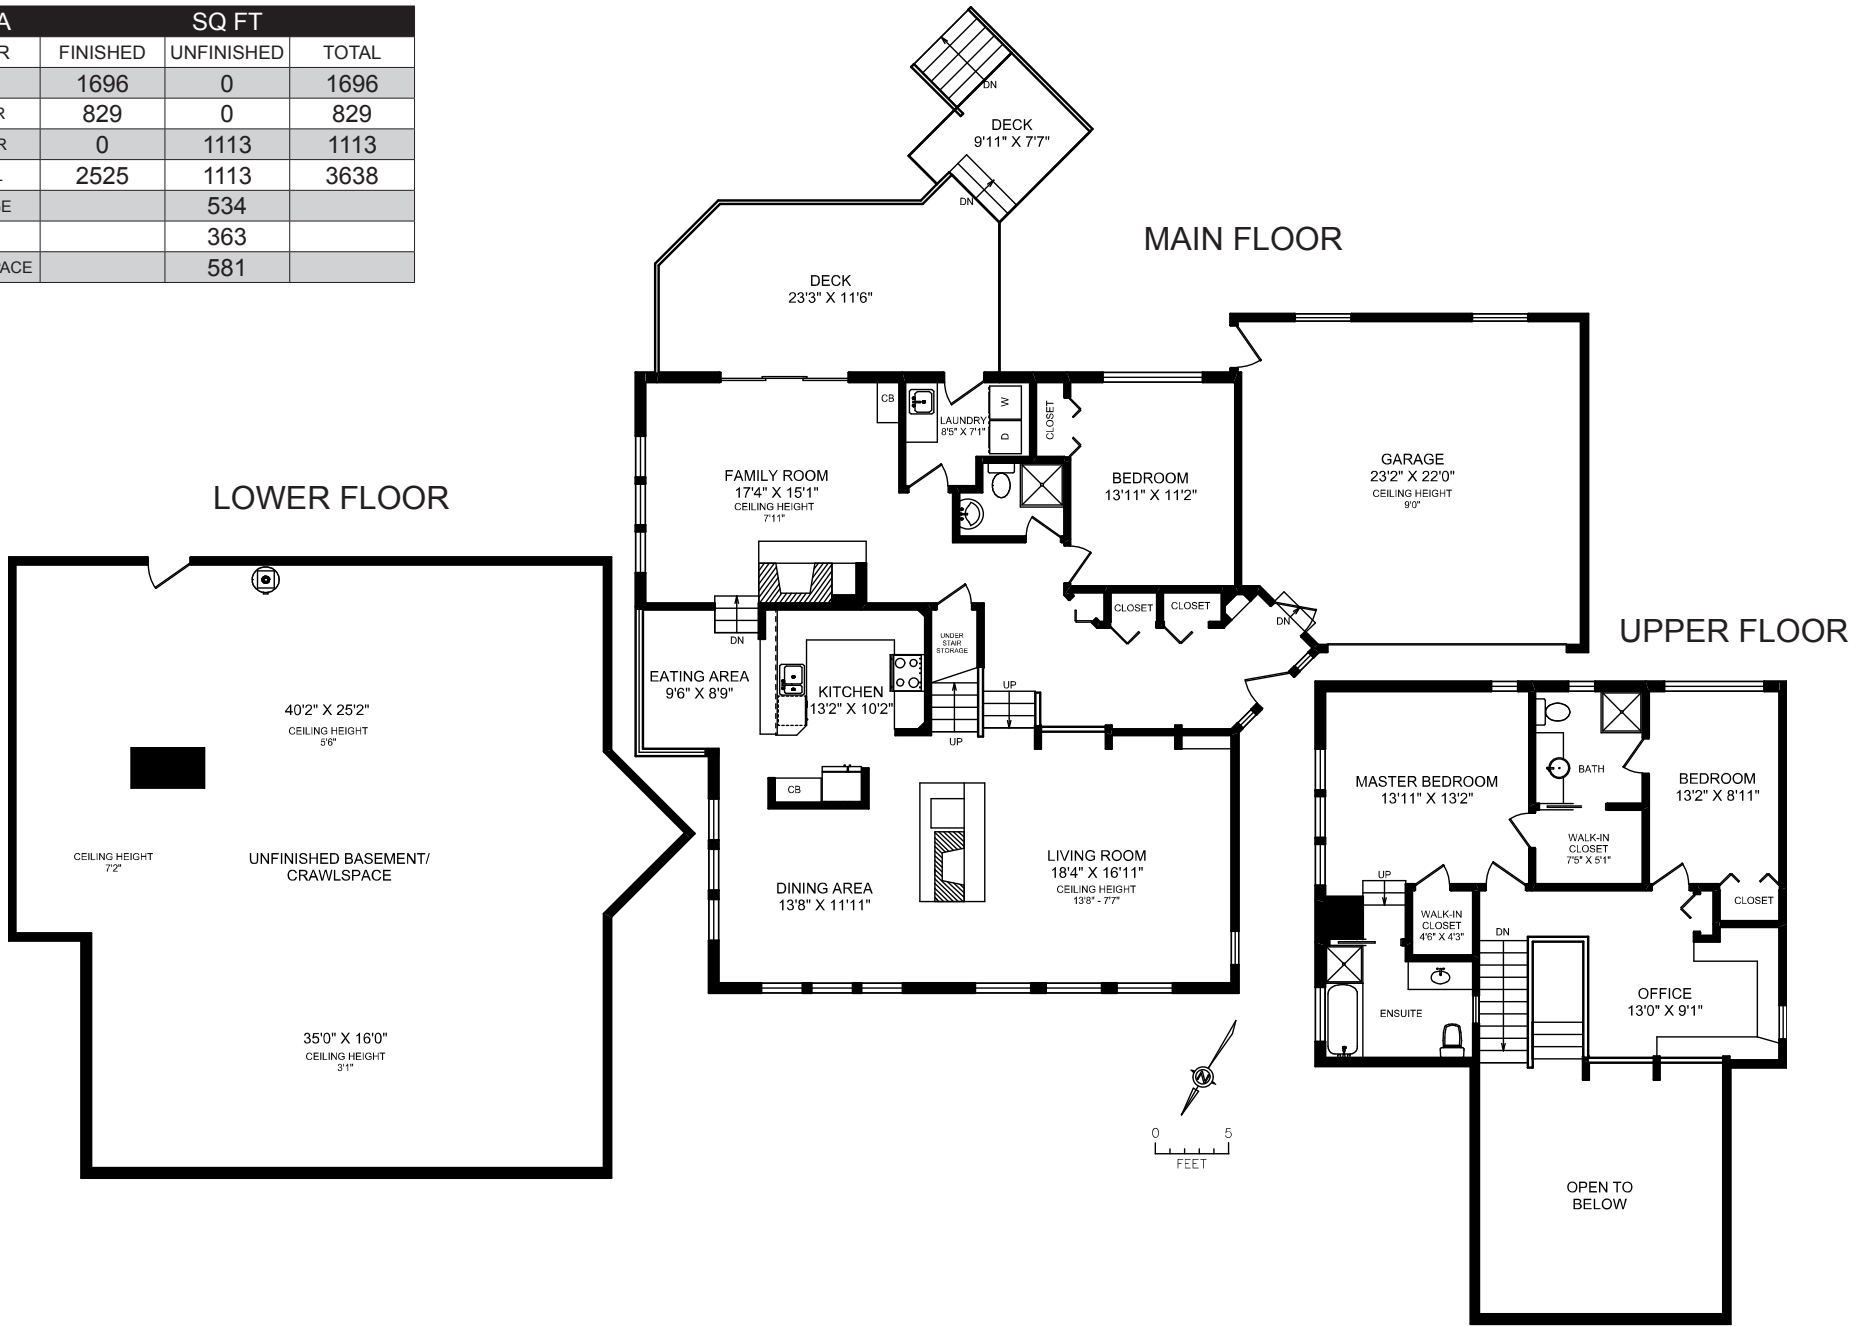 A SQ FT
R FINISHED UNFINISHED TOTAL
1696 0 1696
R 829 0 829
R 0 1113 1113
L 2525 1113 3638
GE 534
363
PACE 581
DN
DECK
9'11" X 7'7"
DN
MAIN FLOOR
DECK
23'3" X 11'6"
CB
LAUNDRY
8'5" X 7'1"
W
D
CLOSET
FAMILY ROOM
17'4" X 15'1"
CEILING HEIGHT
7'11"
BEDROOM
13'11" X 11'2"
GARAGE
23'2" X 22'0"
CEILING HEIGHT
9'0"
CLOSET
CLOSET
DN
DN
UNDER
STAIR
STORAGE
EATING AREA
9'6" X 8'9"
KITCHEN
13'2" X 10'2"
UP
UP
CB
DINING AREA
13'8" X 11'11"
LIVING ROOM
18'4" X 16'11"
CEILING HEIGHT
13'8" - 7'7"
LOWER FLOOR
40'2" X 25'2"
CEILING HEIGHT
5'6"
CEILING HEIGHT
7'2"
UNFINISHED BASEMENT/
CRAWLSPACE
35'0" X 16'0"
CEILING HEIGHT
3'1"
UPPER FLOOR
MASTER BEDROOM
13'11" X 13'2"
BATH
BEDROOM
13'2" X 8'11"
WALK-IN
CLOSET
7'5" X 5'1"
UP
WALK-IN
CLOSET
4'6" X 4'3"
CLOSET
DN
ENSUITE
OFFICE
13'0" X 9'1"
OPEN TO
BELOW
N
0 5
FEET